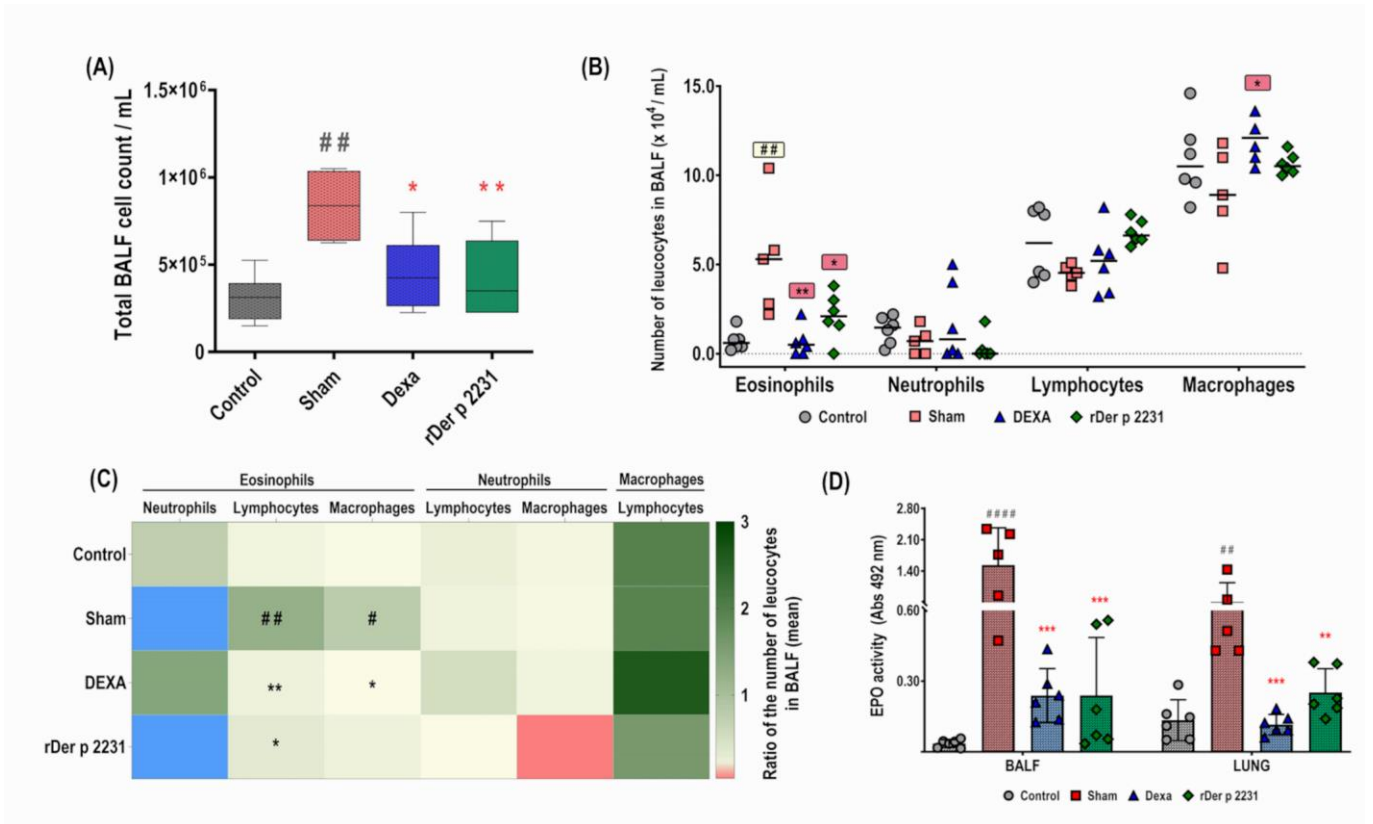 (A)
Total BALF cell count / mL
1.5×10⁶
1×10⁶
5×10⁵
0
##
*
**
Control
Sham
Dexa
rDer p 2231
(B)
Number of leucocytes in BALF (x 10⁴ / mL)
15.0
10.0
5.0
0.0
##
**
*
*
Eosinophils
Neutrophils
Lymphocytes
Macrophages
Control
Sham
DEXA
rDer p 2231
(C)
Eosinophils
Neutrophils
Macrophages
Neutrophils
Lymphocytes
Macrophages
Lymphocytes
Macrophages
Lymphocytes
Control
Sham
DEXA
rDer p 2231
##
#
**
*
*
3
2
1
Ratio of the number of leucocytes
in BALF (mean)
(D)
EPO activity (Abs 492 nm)
2.80
2.10
1.40
0.60
0.30
####
***
***
##
***
**
BALF
LUNG
Control
Sham
Dexa
rDer p 2231